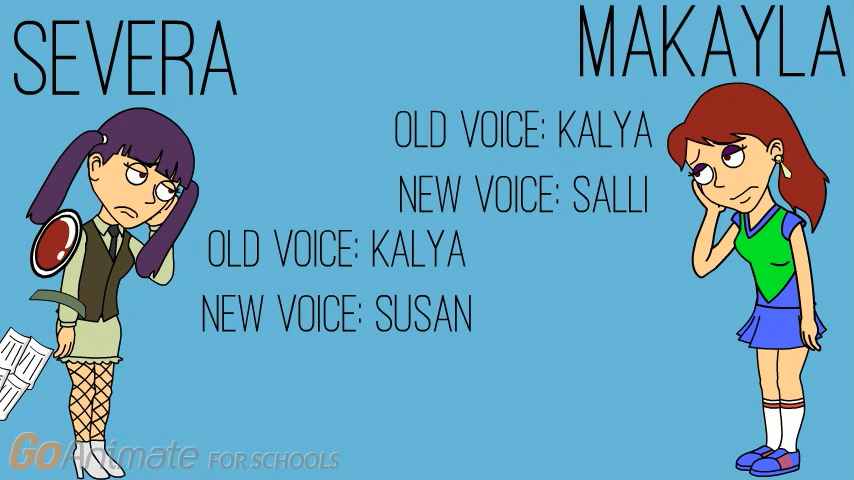 SEVERA
MAKAYLA
OLD VOICE: KALYA
NEW VOICE: SALLI
OLD VOICE: KALYA
NEW VOICE: SUSAN
GoAnimate FOR SCHOOLS